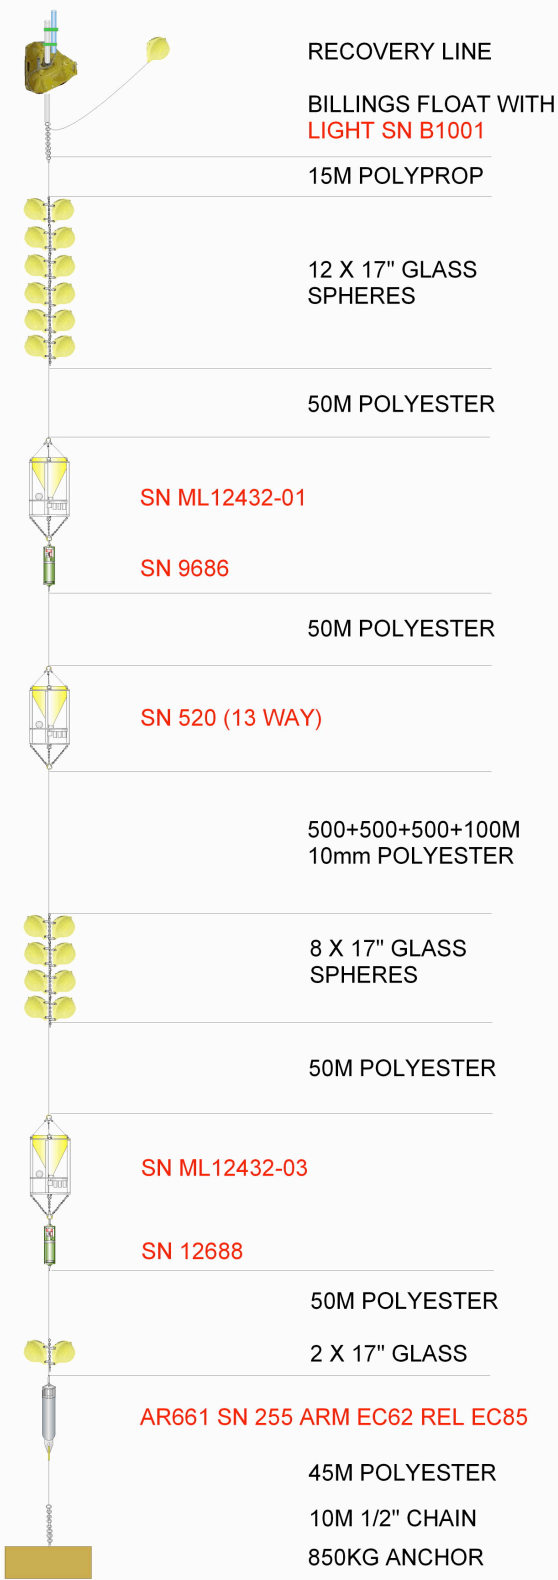 RECOVERY LINE
BILLINGS FLOAT WITH
LIGHT SN B1001
15M POLYPROP
12 X 17" GLASS
SPHERES
50M POLYESTER
SN ML12432-01
SN 9686
50M POLYESTER
SN 520 (13 WAY)
500+500+500+100M
10mm POLYESTER
8 X 17" GLASS
SPHERES
50M POLYESTER
SN ML12432-03
SN 12688
50M POLYESTER
2 X 17" GLASS
AR661 SN 255 ARM EC62 REL EC85
45M POLYESTER
10M 1/2" CHAIN
850KG ANCHOR